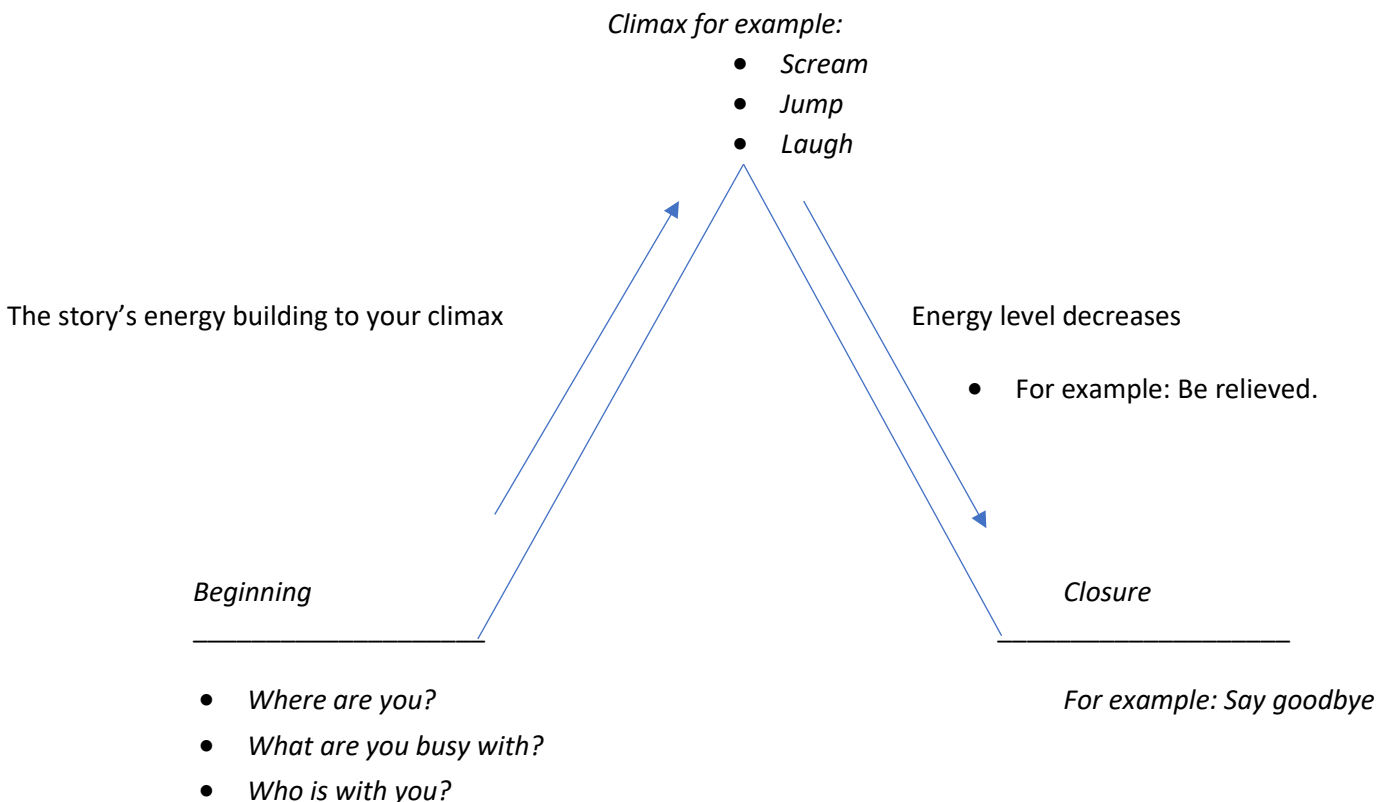 Climax for example:
• Scream
• Jump
• Laugh
The story’s energy building to your climax
Energy level decreases
• For example: Be relieved.
Beginning
Closure
• Where are you?
For example: Say goodbye
• What are you busy with?
• Who is with you?